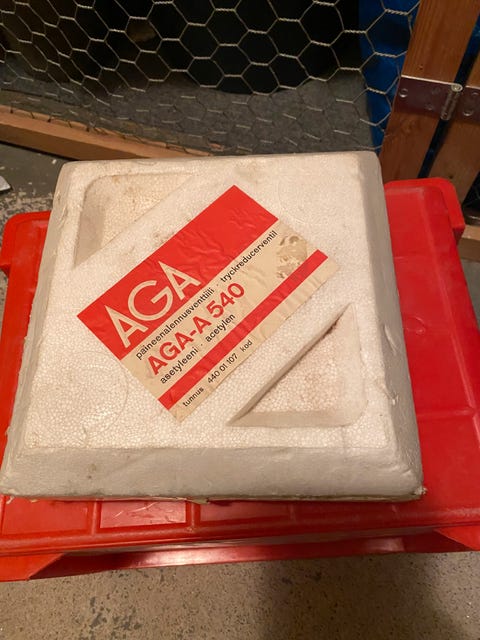 AGA
paineenalennusventtiili · tryckreducerventil
AGA-A 540
asetyleeni · acetylen
tunnus 440 01 107 kod